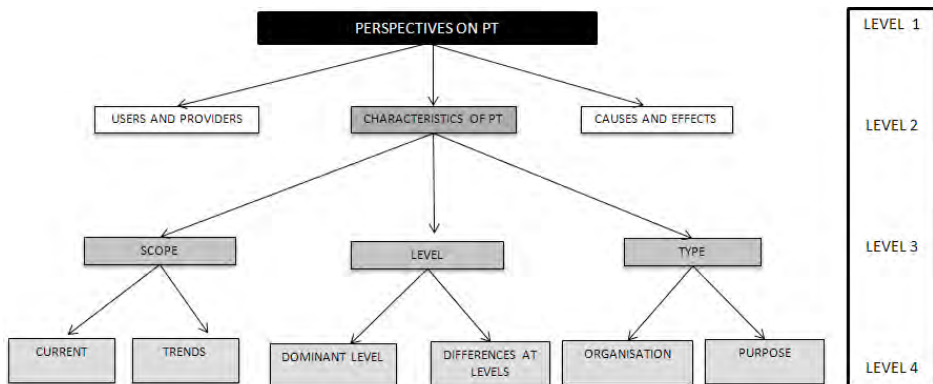 PERSPECTIVES ON PT
LEVEL 1
USERS AND PROVIDERS
CHARACTERISTICS OF PT
CAUSES AND EFFECTS
LEVEL 2
SCOPE
LEVEL
TYPE
LEVEL 3
CURRENT
TRENDS
DOMINANT LEVEL
DIFFERENCES AT
LEVELS
ORGANISATION
PURPOSE
LEVEL 4